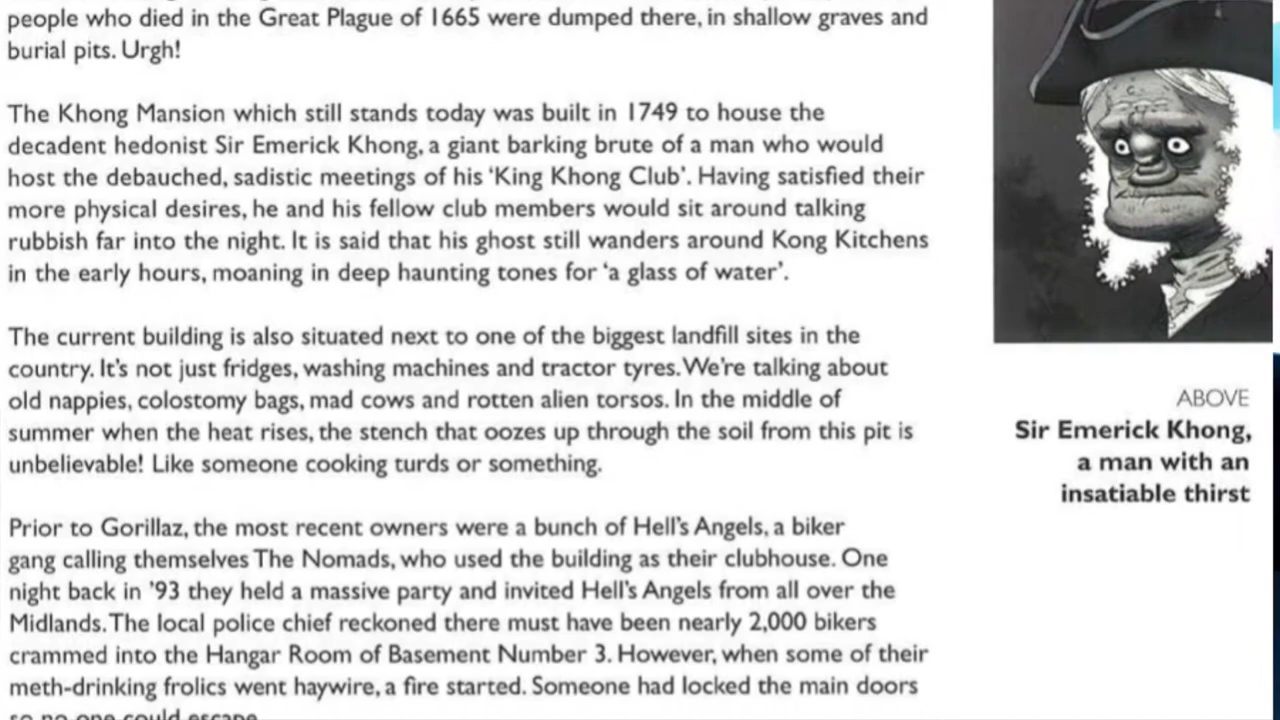 people who died in the Great Plague of 1665 were dumped there, in shallow graves and
burial pits. Urgh!
The Khong Mansion which still stands today was built in 1749 to house the
decadent hedonist Sir Emerick Khong, a giant barking brute of a man who would
host the debauched, sadistic meetings of his ‘King Khong Club’. Having satisfied their
more physical desires, he and his fellow club members would sit around talking
rubbish far into the night. It is said that his ghost still wanders around Kong Kitchens
in the early hours, moaning in deep haunting tones for ‘a glass of water’.
The current building is also situated next to one of the biggest landfill sites in the
country. It’s not just fridges, washing machines and tractor tyres. We’re talking about
old nappies, colostomy bags, mad cows and rotten alien torsos. In the middle of
summer when the heat rises, the stench that oozes up through the soil from this pit is
unbelievable! Like someone cooking turds or something.
Prior to Gorillaz, the most recent owners were a bunch of Hell’s Angels, a biker
gang calling themselves The Nomads, who used the building as their clubhouse. One
night back in ’93 they held a massive party and invited Hell’s Angels from all over the
Midlands. The local police chief reckoned there must have been nearly 2,000 bikers
crammed into the Hangar Room of Basement Number 3. However, when some of their
meth-drinking frolics went haywire, a fire started. Someone had locked the main doors
so no one could escape
ABOVE
Sir Emerick Khong,
a man with an
insatiable thirst